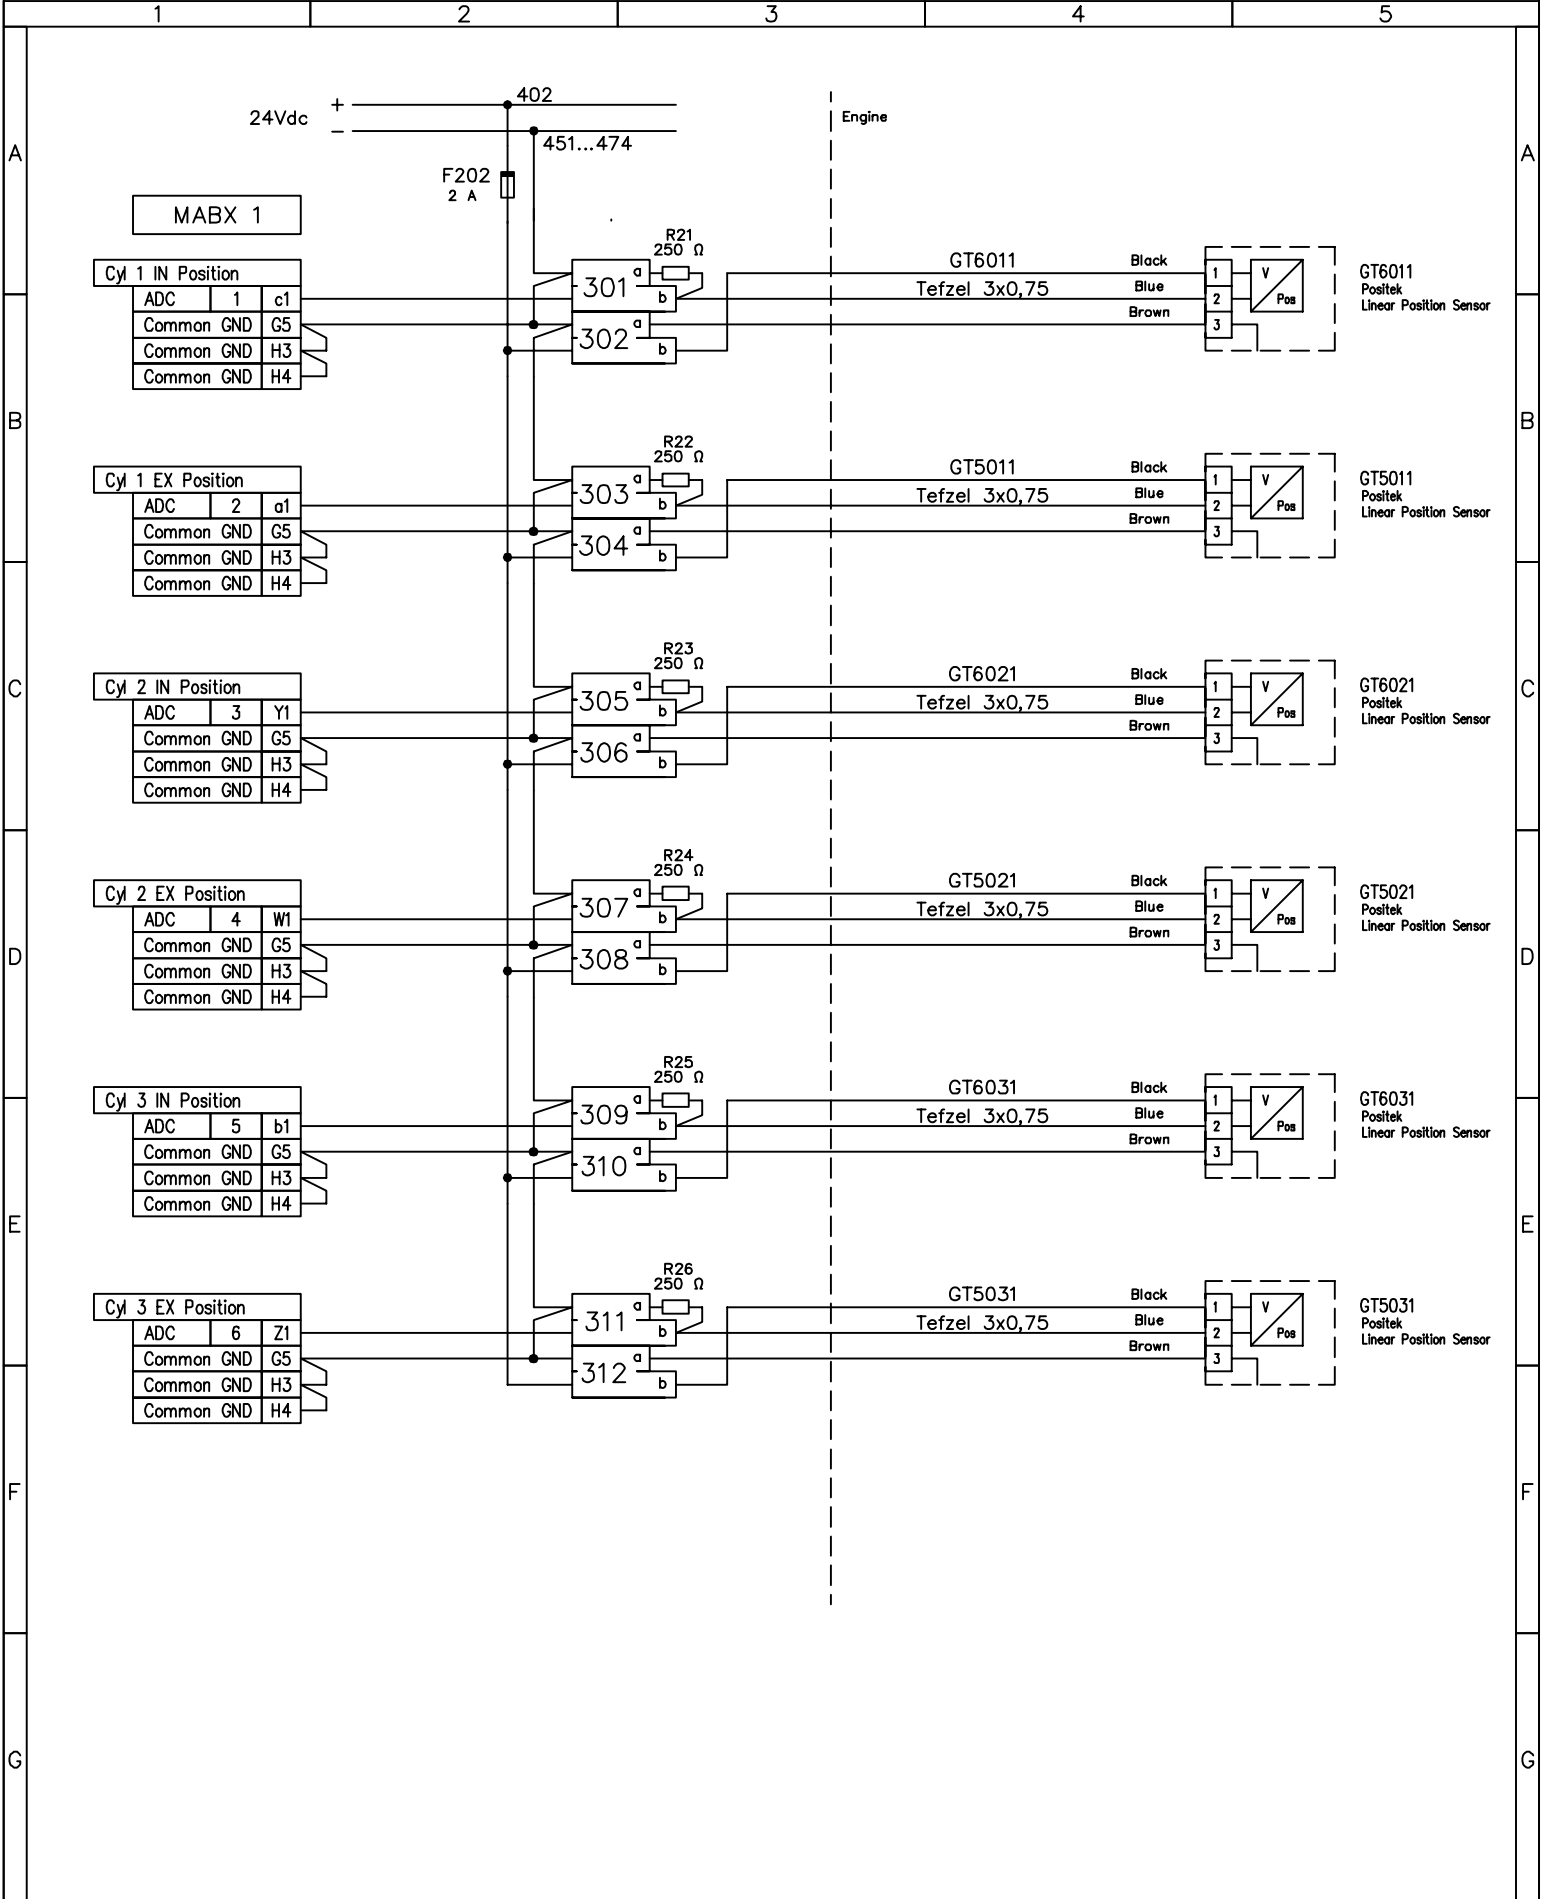 1 2 3 4 5
402
24Vdc + −
451...474
Engine
A A
F202
2 A
MABX 1
R21
250 Ω
Cyl 1 IN Position
301 a b
GT6011
Tefzel 3x0,75
Black
Blue
Brown
1 V
2 Pos
3
GT6011
Positek
Linear Position Sensor
ADC 1 c1
Common GND G5
302 a b
Common GND H3
Common GND H4
B B
R22
250 Ω
Cyl 1 EX Position
303 a b
GT5011
Tefzel 3x0,75
Black
Blue
Brown
1 V
2 Pos
3
GT5011
Positek
Linear Position Sensor
ADC 2 a1
Common GND G5
304 a b
Common GND H3
Common GND H4
R23
250 Ω
C C
Cyl 2 IN Position
305 a b
GT6021
Tefzel 3x0,75
Black
Blue
Brown
1 V
2 Pos
3
GT6021
Positek
Linear Position Sensor
ADC 3 Y1
Common GND G5
306 a b
Common GND H3
Common GND H4
R24
250 Ω
Cyl 2 EX Position
307 a b
GT5021
Tefzel 3x0,75
Black
Blue
Brown
1 V
2 Pos
3
GT5021
Positek
Linear Position Sensor
ADC 4 W1
Common GND G5
308 a b
D D
Common GND H3
Common GND H4
R25
250 Ω
Cyl 3 IN Position
309 a b
GT6031
Tefzel 3x0,75
Black
Blue
Brown
1 V
2 Pos
3
GT6031
Positek
Linear Position Sensor
ADC 5 b1
Common GND G5
310 a b
Common GND H3
Common GND H4
E E
R26
250 Ω
Cyl 3 EX Position
311 a b
GT5031
Tefzel 3x0,75
Black
Blue
Brown
1 V
2 Pos
3
GT5031
Positek
Linear Position Sensor
ADC 6 Z1
Common GND G5
312 a b
Common GND H3
Common GND H4
F F
G G